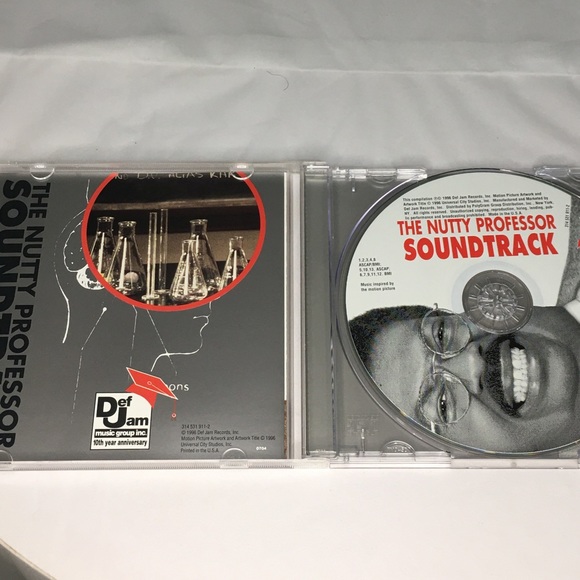 THE NUTTY PROFESSOR
SOUNDTRACK
ons
Def
Jam
music group inc.
10th year anniversary
314 531 911-2
© 1996 Def Jam Records, Inc.
Motion Picture Artwork and Artwork Title © 1996
Universal City Studios, Inc.
Printed in the U.S.A.
This compilation ℗© 1996 Def Jam Records, Inc. Motion Picture Artwork and
Artwork Title © 1996 Universal City Studios, Inc. Manufactured and Marketed by
Def Jam Records, Inc. Distributed by PolyGram Group Distribution, Inc., New York,
NY. All rights reserved. Unauthorized copying, reproduction, hiring, lending, pub-
lic performance and broadcasting prohibited. Made in the U.S.A.
THE NUTTY PROFESSOR
SOUNDTRACK
1,2,3,4,8
ASCAP/BMI;
5,10,13, ASCAP.
6,7,9,11,12. BMI
Music inspired by
the motion picture